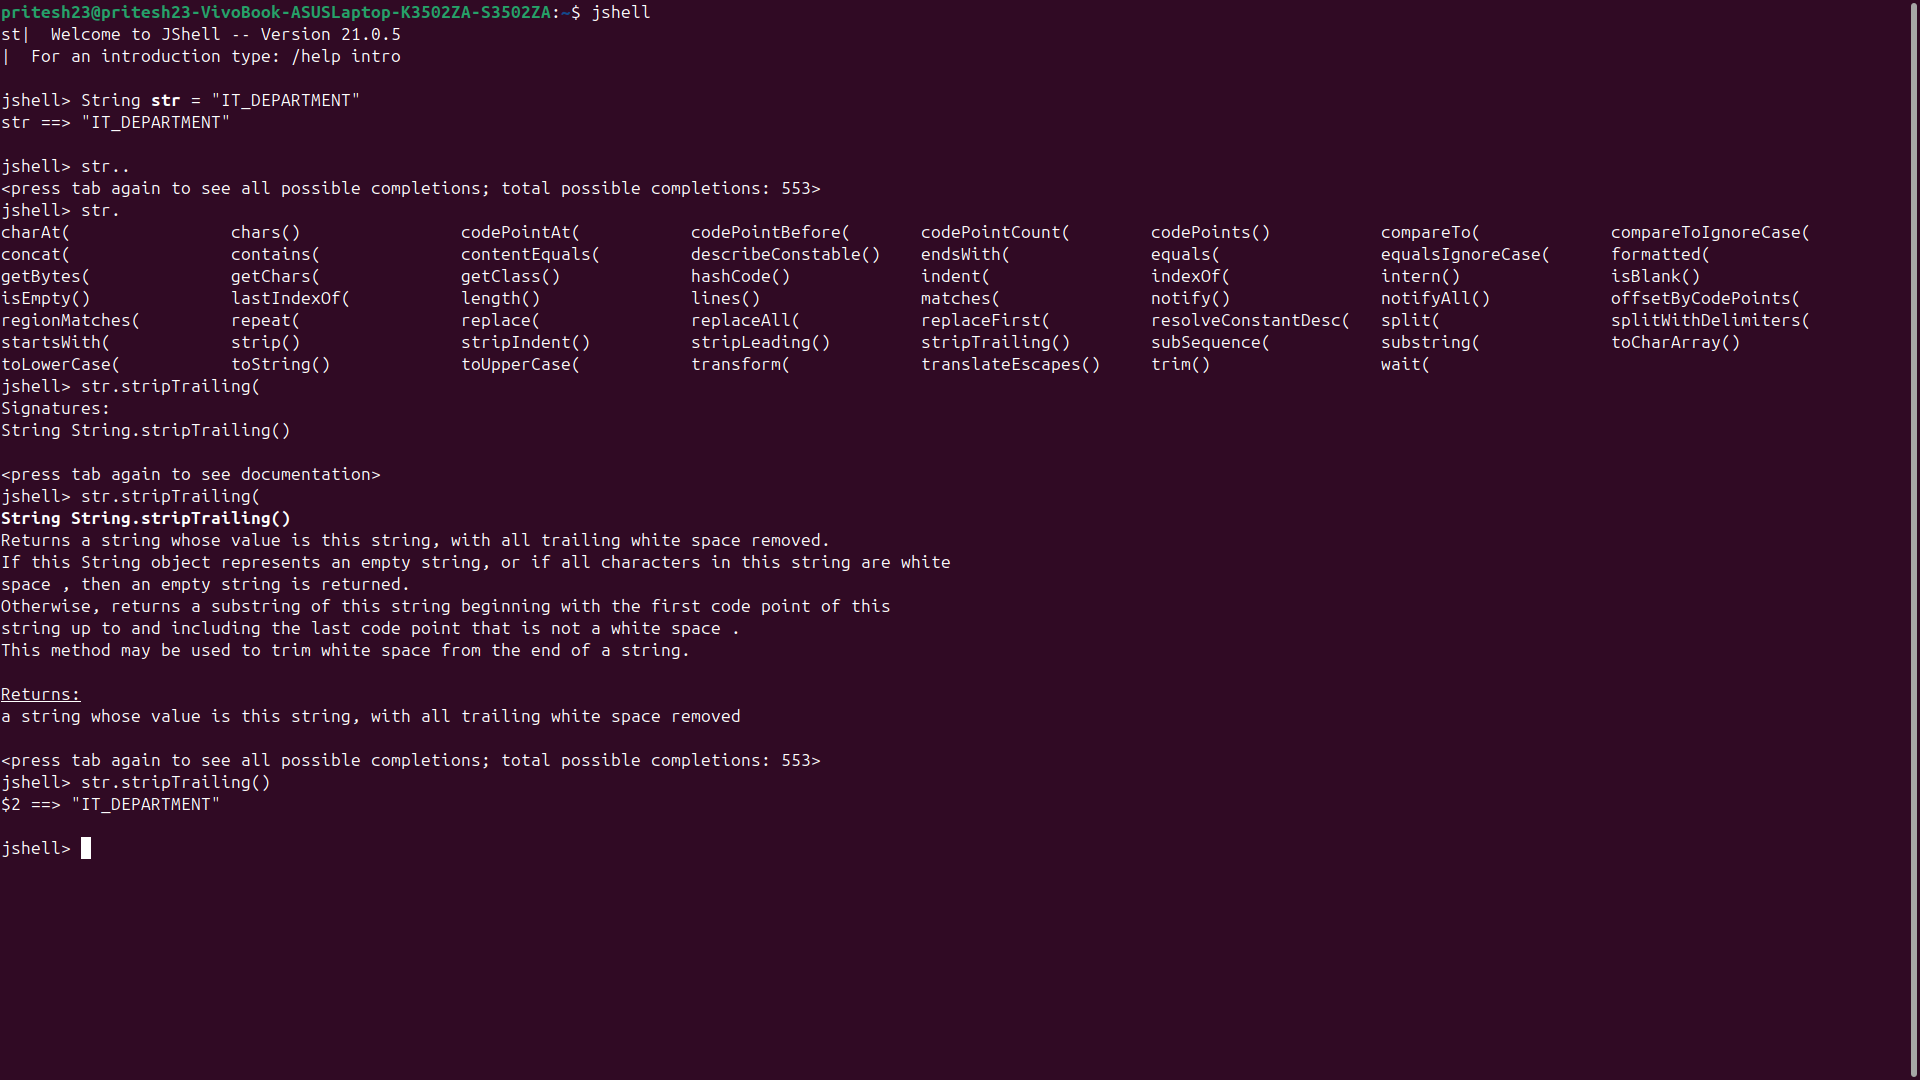 pritesh23@pritesh23-VivoBook-ASUSLaptop-K3502ZA-S3502ZA:~$ jshell
st|  Welcome to JShell -- Version 21.0.5
|  For an introduction type: /help intro

jshell> String str = "IT_DEPARTMENT"
str ==> "IT_DEPARTMENT"

jshell> str..
<press tab again to see all possible completions; total possible completions: 553>
jshell> str.
charAt(                chars()                codePointAt(           codePointBefore(       codePointCount(        codePoints()           compareTo(             compareToIgnoreCase(
concat(                contains(              contentEquals(         describeConstable()    endsWith(              equals(                equalsIgnoreCase(      formatted(
getBytes(              getChars(              getClass()             hashCode()             indent(                indexOf(               intern()               isBlank()
isEmpty()              lastIndexOf(           length()               lines()                matches(               notify()               notifyAll()            offsetByCodePoints(
regionMatches(         repeat(                replace(               replaceAll(            replaceFirst(          resolveConstantDesc(   split(                 splitWithDelimiters(
startsWith(            strip()                stripIndent()          stripLeading()         stripTrailing()        subSequence(           substring(             toCharArray()
toLowerCase(           toString()             toUpperCase(           transform(             translateEscapes()     trim()                 wait(
jshell> str.stripTrailing(
Signatures:
String String.stripTrailing()

<press tab again to see documentation>
jshell> str.stripTrailing(
String String.stripTrailing()
Returns a string whose value is this string, with all trailing white space removed.
If this String object represents an empty string, or if all characters in this string are white
space , then an empty string is returned.
Otherwise, returns a substring of this string beginning with the first code point of this
string up to and including the last code point that is not a white space .
This method may be used to trim white space from the end of a string.

Returns:
a string whose value is this string, with all trailing white space removed

<press tab again to see all possible completions; total possible completions: 553>
jshell> str.stripTrailing()
$2 ==> "IT_DEPARTMENT"

jshell>